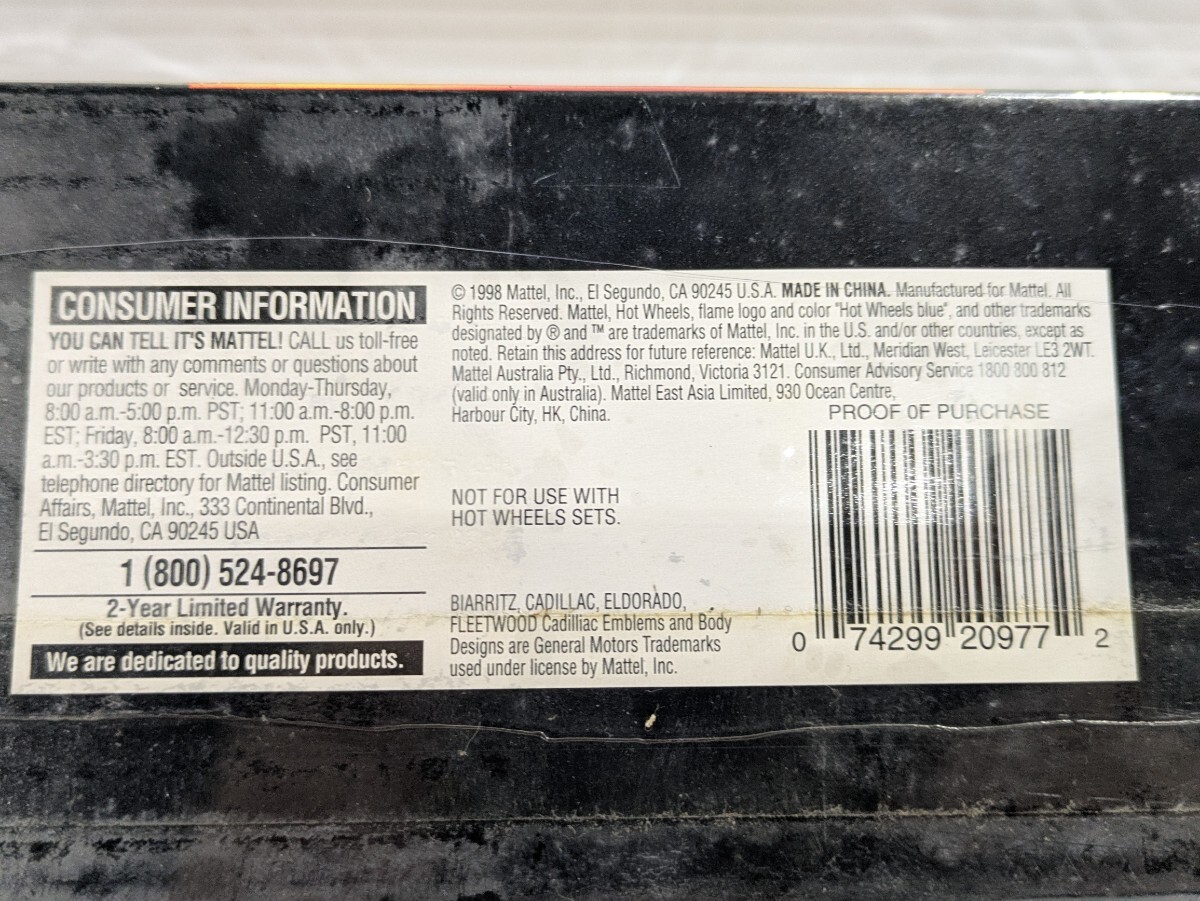 CONSUMER INFORMATION
YOU CAN TELL IT'S MATTEL! CALL us toll-free
or write with any comments or questions about
our products or service. Monday-Thursday,
8:00 a.m.-5:00 p.m. PST; 11:00 a.m.-8:00 p.m.
EST; Friday, 8:00 a.m.-12:30 p.m. PST, 11:00
a.m.-3:30 p.m. EST. Outside U.S.A., see
telephone directory for Mattel listing. Consumer
Affairs, Mattel, Inc., 333 Continental Blvd.,
El Segundo, CA 90245 USA
1 (800) 524-8697
2-Year Limited Warranty.
(See details inside. Valid in U.S.A. only.)
We are dedicated to quality products.
© 1998 Mattel, Inc., El Segundo, CA 90245 U.S.A. MADE IN CHINA. Manufactured for Mattel. All
Rights Reserved. Mattel, Hot Wheels, flame logo and color "Hot Wheels blue", and other trademarks
designated by ® and ™ are trademarks of Mattel, Inc. in the U.S. and/or other countries, except as
noted. Retain this address for future reference: Mattel U.K., Ltd., Meridian West, Leicester LE3 2WT.
Mattel Australia Pty., Ltd., Richmond, Victoria 3121. Consumer Advisory Service 1800 800 812
(valid only in Australia). Mattel East Asia Limited, 930 Ocean Centre,
Harbour City, HK, China.
PROOF OF PURCHASE
NOT FOR USE WITH
HOT WHEELS SETS.
BIARRITZ, CADILLAC, ELDORADO,
FLEETWOOD Cadillac Emblems and Body
Designs are General Motors Trademarks
used under license by Mattel, Inc.
0 74299 20977 2